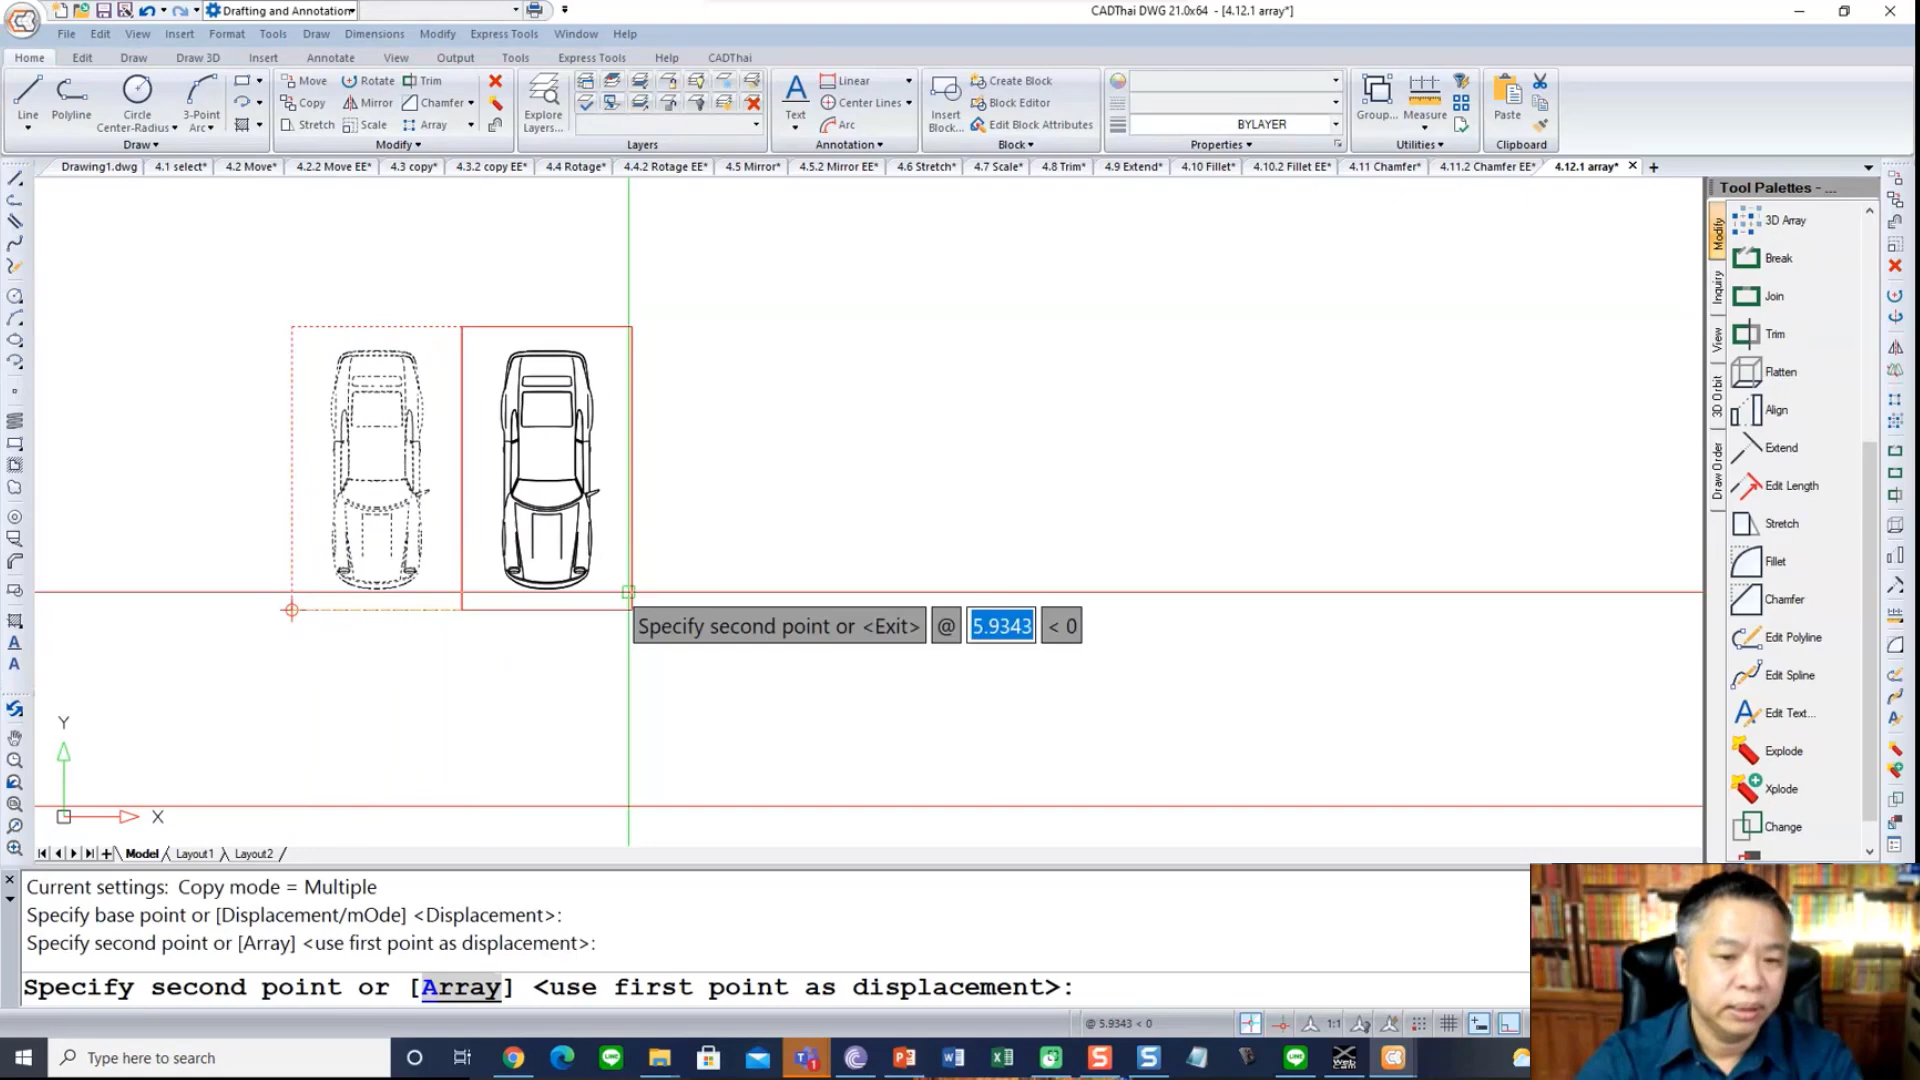 Drafting and Annotation
CADThai DWG 21.0x64 - [4.12.1 array*]
File Edit View Insert Format Tools Draw Dimensions Modify Express Tools Window Help
Home Edit Draw Draw 3D Insert Annotate View Output Tools Express Tools Help CADThai
Line
Polyline
Circle
Center-Radius
3-Point
Arc
Draw
Move Rotate Trim
Copy Mirror Chamfer
Stretch Scale Array
Modify
Explore
Layers...
Layers
Text
Linear
Center Lines
Arc
Annotation
Insert
Block...
Create Block
Block Editor
Edit Block Attributes
Block
BYLAYER
Properties
Group...
Measure
Utilities
Paste
Clipboard
Drawing1.dwg 4.1 select* 4.2 Move* 4.2.2 Move EE* 4.3 copy* 4.3.2 copy EE* 4.4 Rotage* 4.4.2 Rotage EE* 4.5 Mirror* 4.5.2 Mirror EE* 4.6 Stretch* 4.7 Scale* 4.8 Trim* 4.9 Extend* 4.10 Fillet* 4.10.2 Fillet EE* 4.11 Chamfer* 4.11.2 Chamfer EE* 4.12.1 array*
Tool Palettes - ...
Modify
Inquiry
View
3D Orbit
Draw Order
3D Array
Break
Join
Trim
Flatten
Align
Extend
Edit Length
Stretch
Fillet
Chamfer
Edit Polyline
Edit Spline
Edit Text...
Explode
Xplode
Change
Specify second point or <Exit> @ 5.9343 < 0
Y
X
Model Layout1 Layout2
Current settings: Copy mode = Multiple
Specify base point or [Displacement/mOde] <Displacement>:
Specify second point or [Array] <use first point as displacement>:
Specify second point or [Array] <use first point as displacement>:
@ 5.9343 < 0
1:1
Type here to search